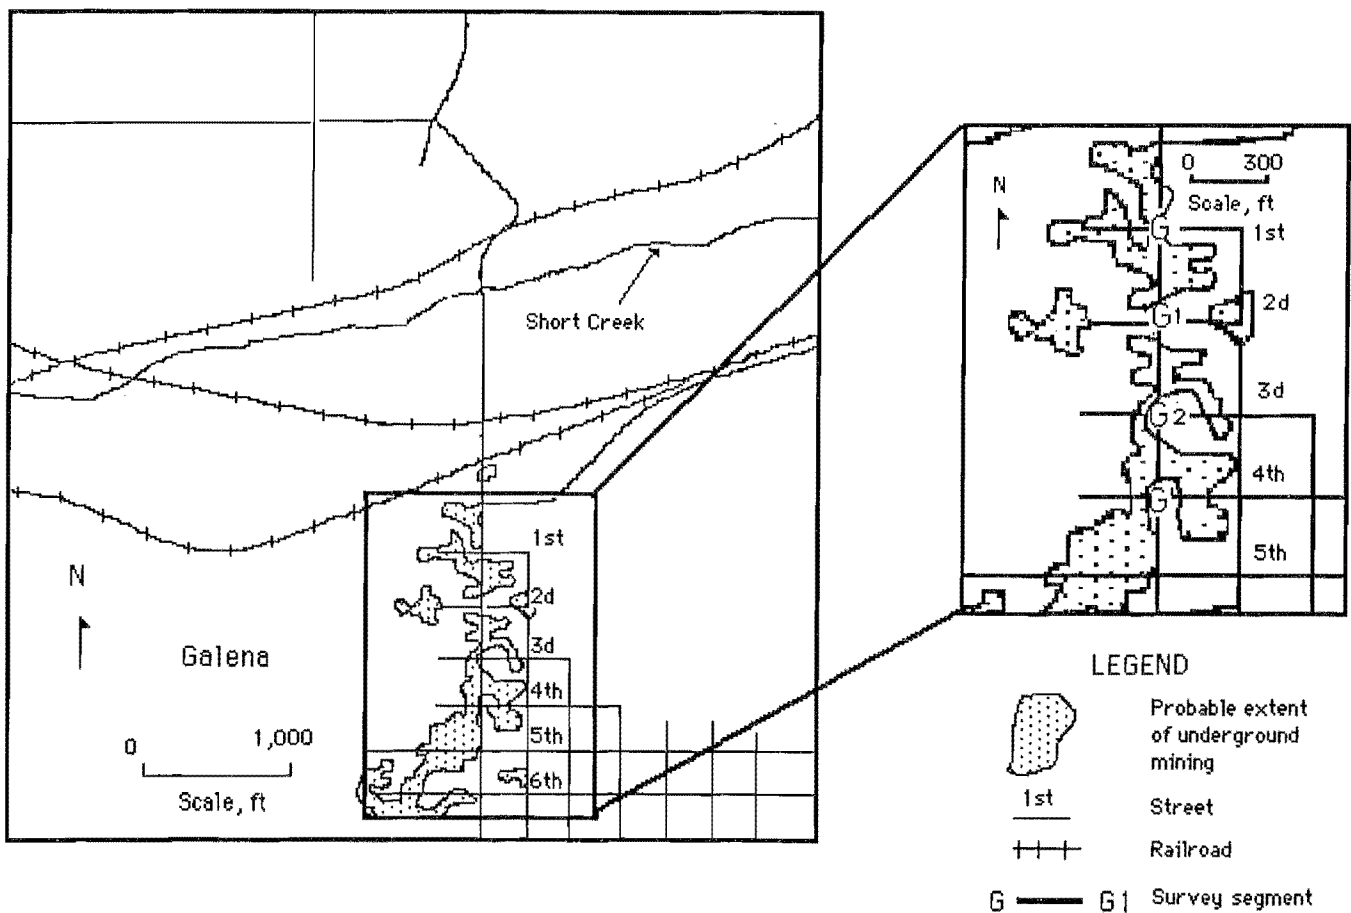 Short Creek
N
Galena
0 1,000
Scale, ft
1st
2d
3d
4th
5th
6th
N
0 300
Scale, ft
G
1st
G1
2d
G2
3d
G
4th
5th
LEGEND
Probable extent
of underground
mining
1st
Street
Railroad
G G1 Survey segment